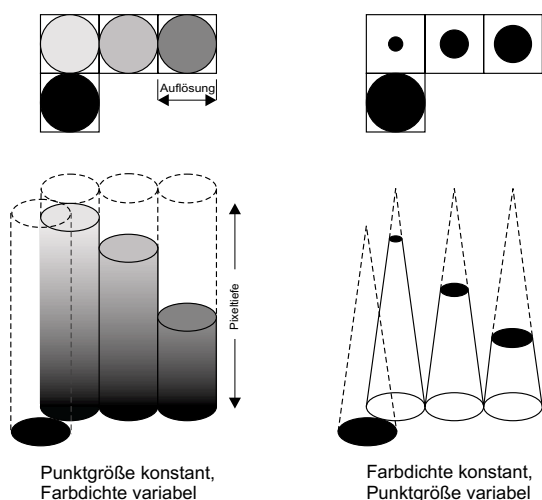 Auflösung
Pixeltiefe
Punktgröße konstant,
Farbdichte variabel
Farbdichte konstant,
Punktgröße variabel